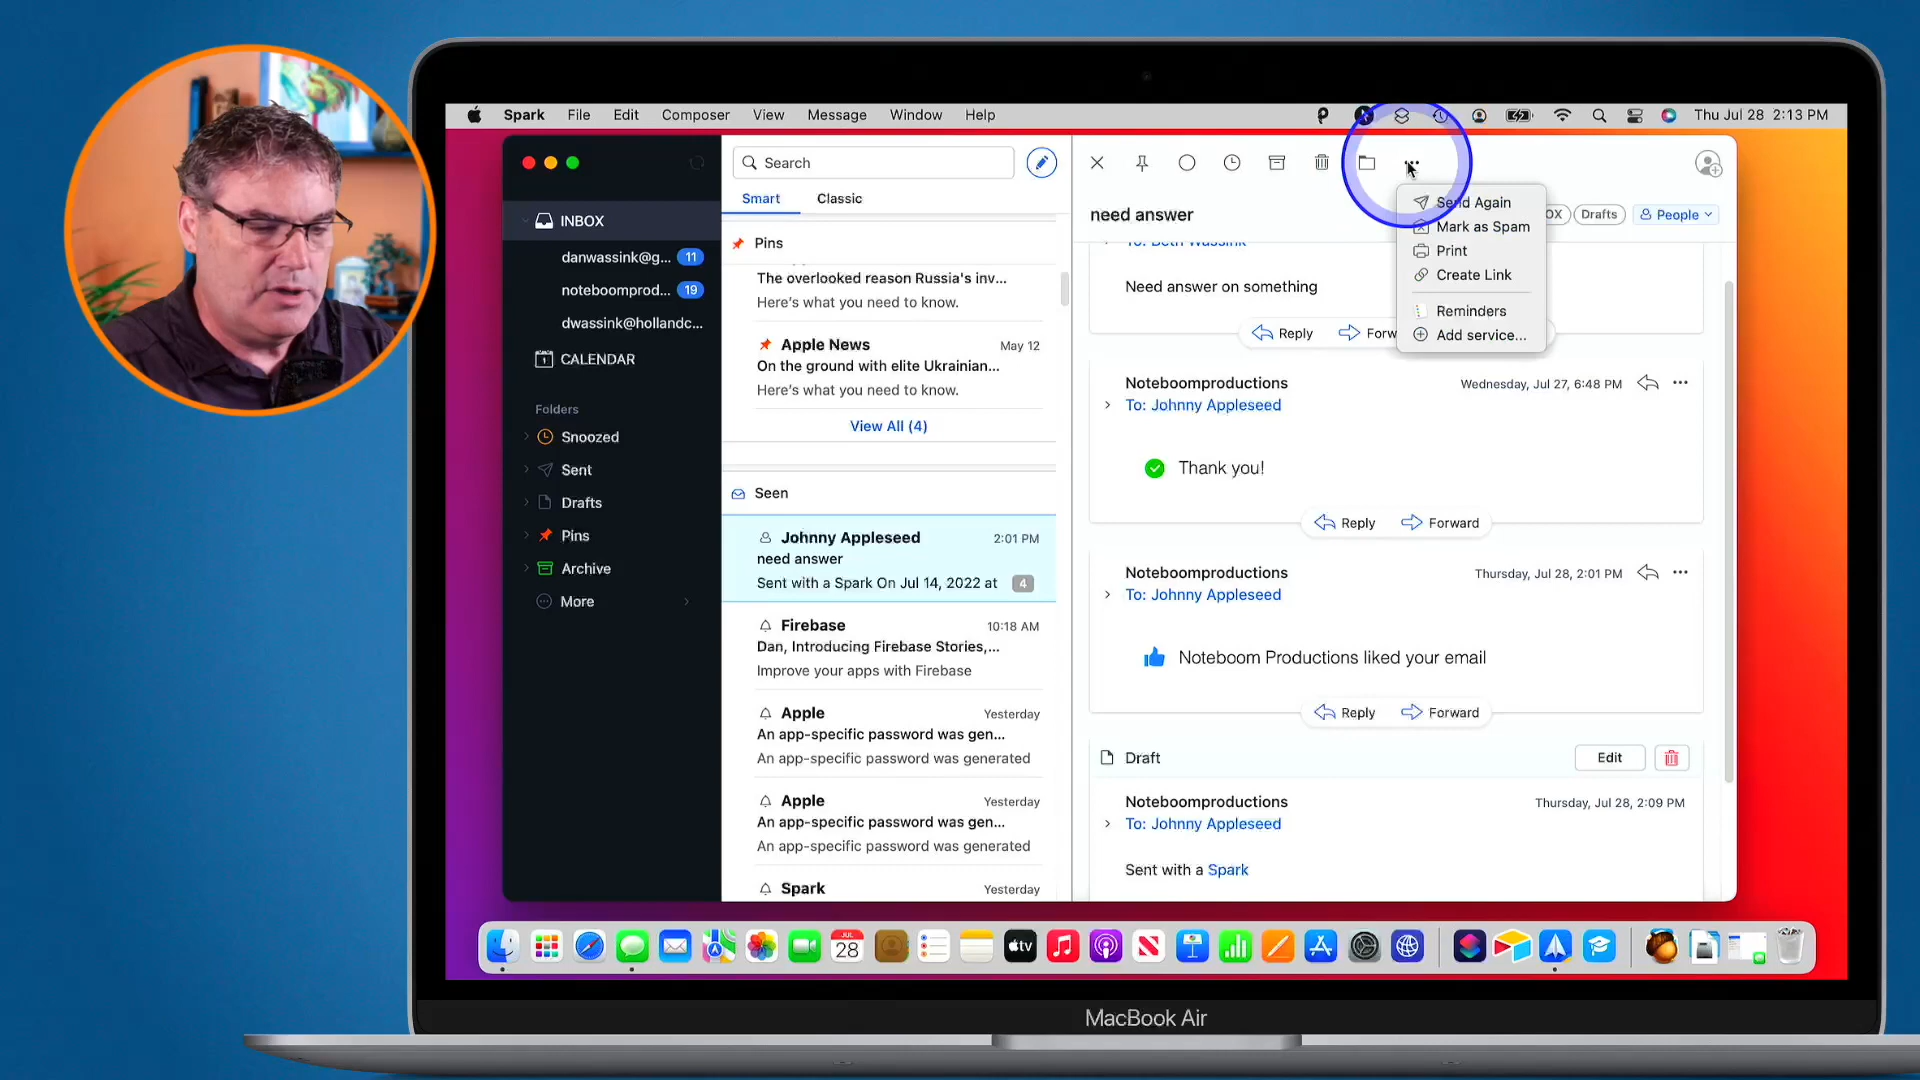 Spark File Edit Composer View Message Window Help
Thu Jul 28 2:13 PM
INBOX
danwassink@g... 11
noteboomprod... 19
dwassink@hollandc...
CALENDAR
Folders
Snoozed
Sent
Drafts
Pins
Archive
More
Search
Smart Classic
Pins
The overlooked reason Russia's inv...
Here's what you need to know.
Apple News May 12
On the ground with elite Ukrainian...
Here's what you need to know.
View All (4)
Seen
Johnny Appleseed 2:01 PM
need answer
Sent with a Spark On Jul 14, 2022 at 4
Firebase 10:18 AM
Dan, Introducing Firebase Stories,...
Improve your apps with Firebase
Apple Yesterday
An app-specific password was gen...
An app-specific password was generated
Apple Yesterday
An app-specific password was gen...
An app-specific password was generated
Spark Yesterday
need answer
OX Drafts People
Send Again
Mark as Spam
Print
Create Link
Reminders
Add service...
To: Beth Wassink
Need answer on something
Reply Forw
Noteboomproductions Wednesday, Jul 27, 6:48 PM
To: Johnny Appleseed
Thank you!
Reply Forward
Noteboomproductions Thursday, Jul 28, 2:01 PM
To: Johnny Appleseed
Noteboom Productions liked your email
Reply Forward
Draft Edit
Noteboomproductions Thursday, Jul 28, 2:09 PM
To: Johnny Appleseed
Sent with a Spark
JUL
28
tv
MacBook Air